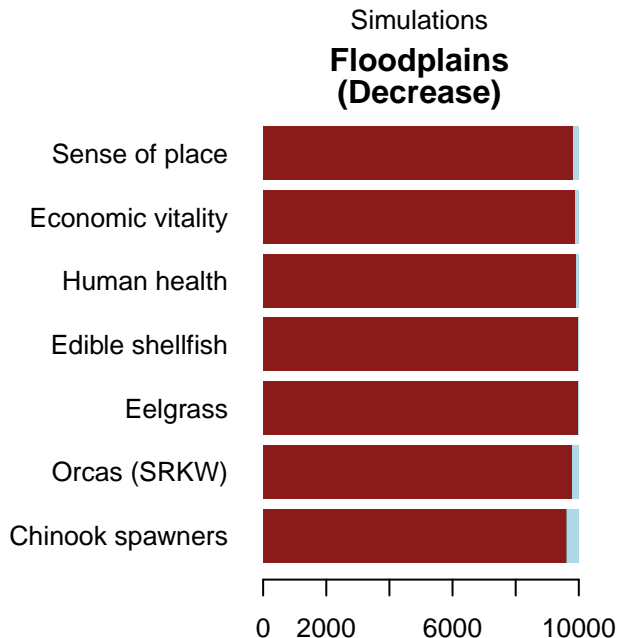 Simulations
Floodplains
(Decrease)
Sense of place
Economic vitality
Human health
Edible shellfish
Eelgrass
Orcas (SRKW)
Chinook spawners
0 2000 6000 10000